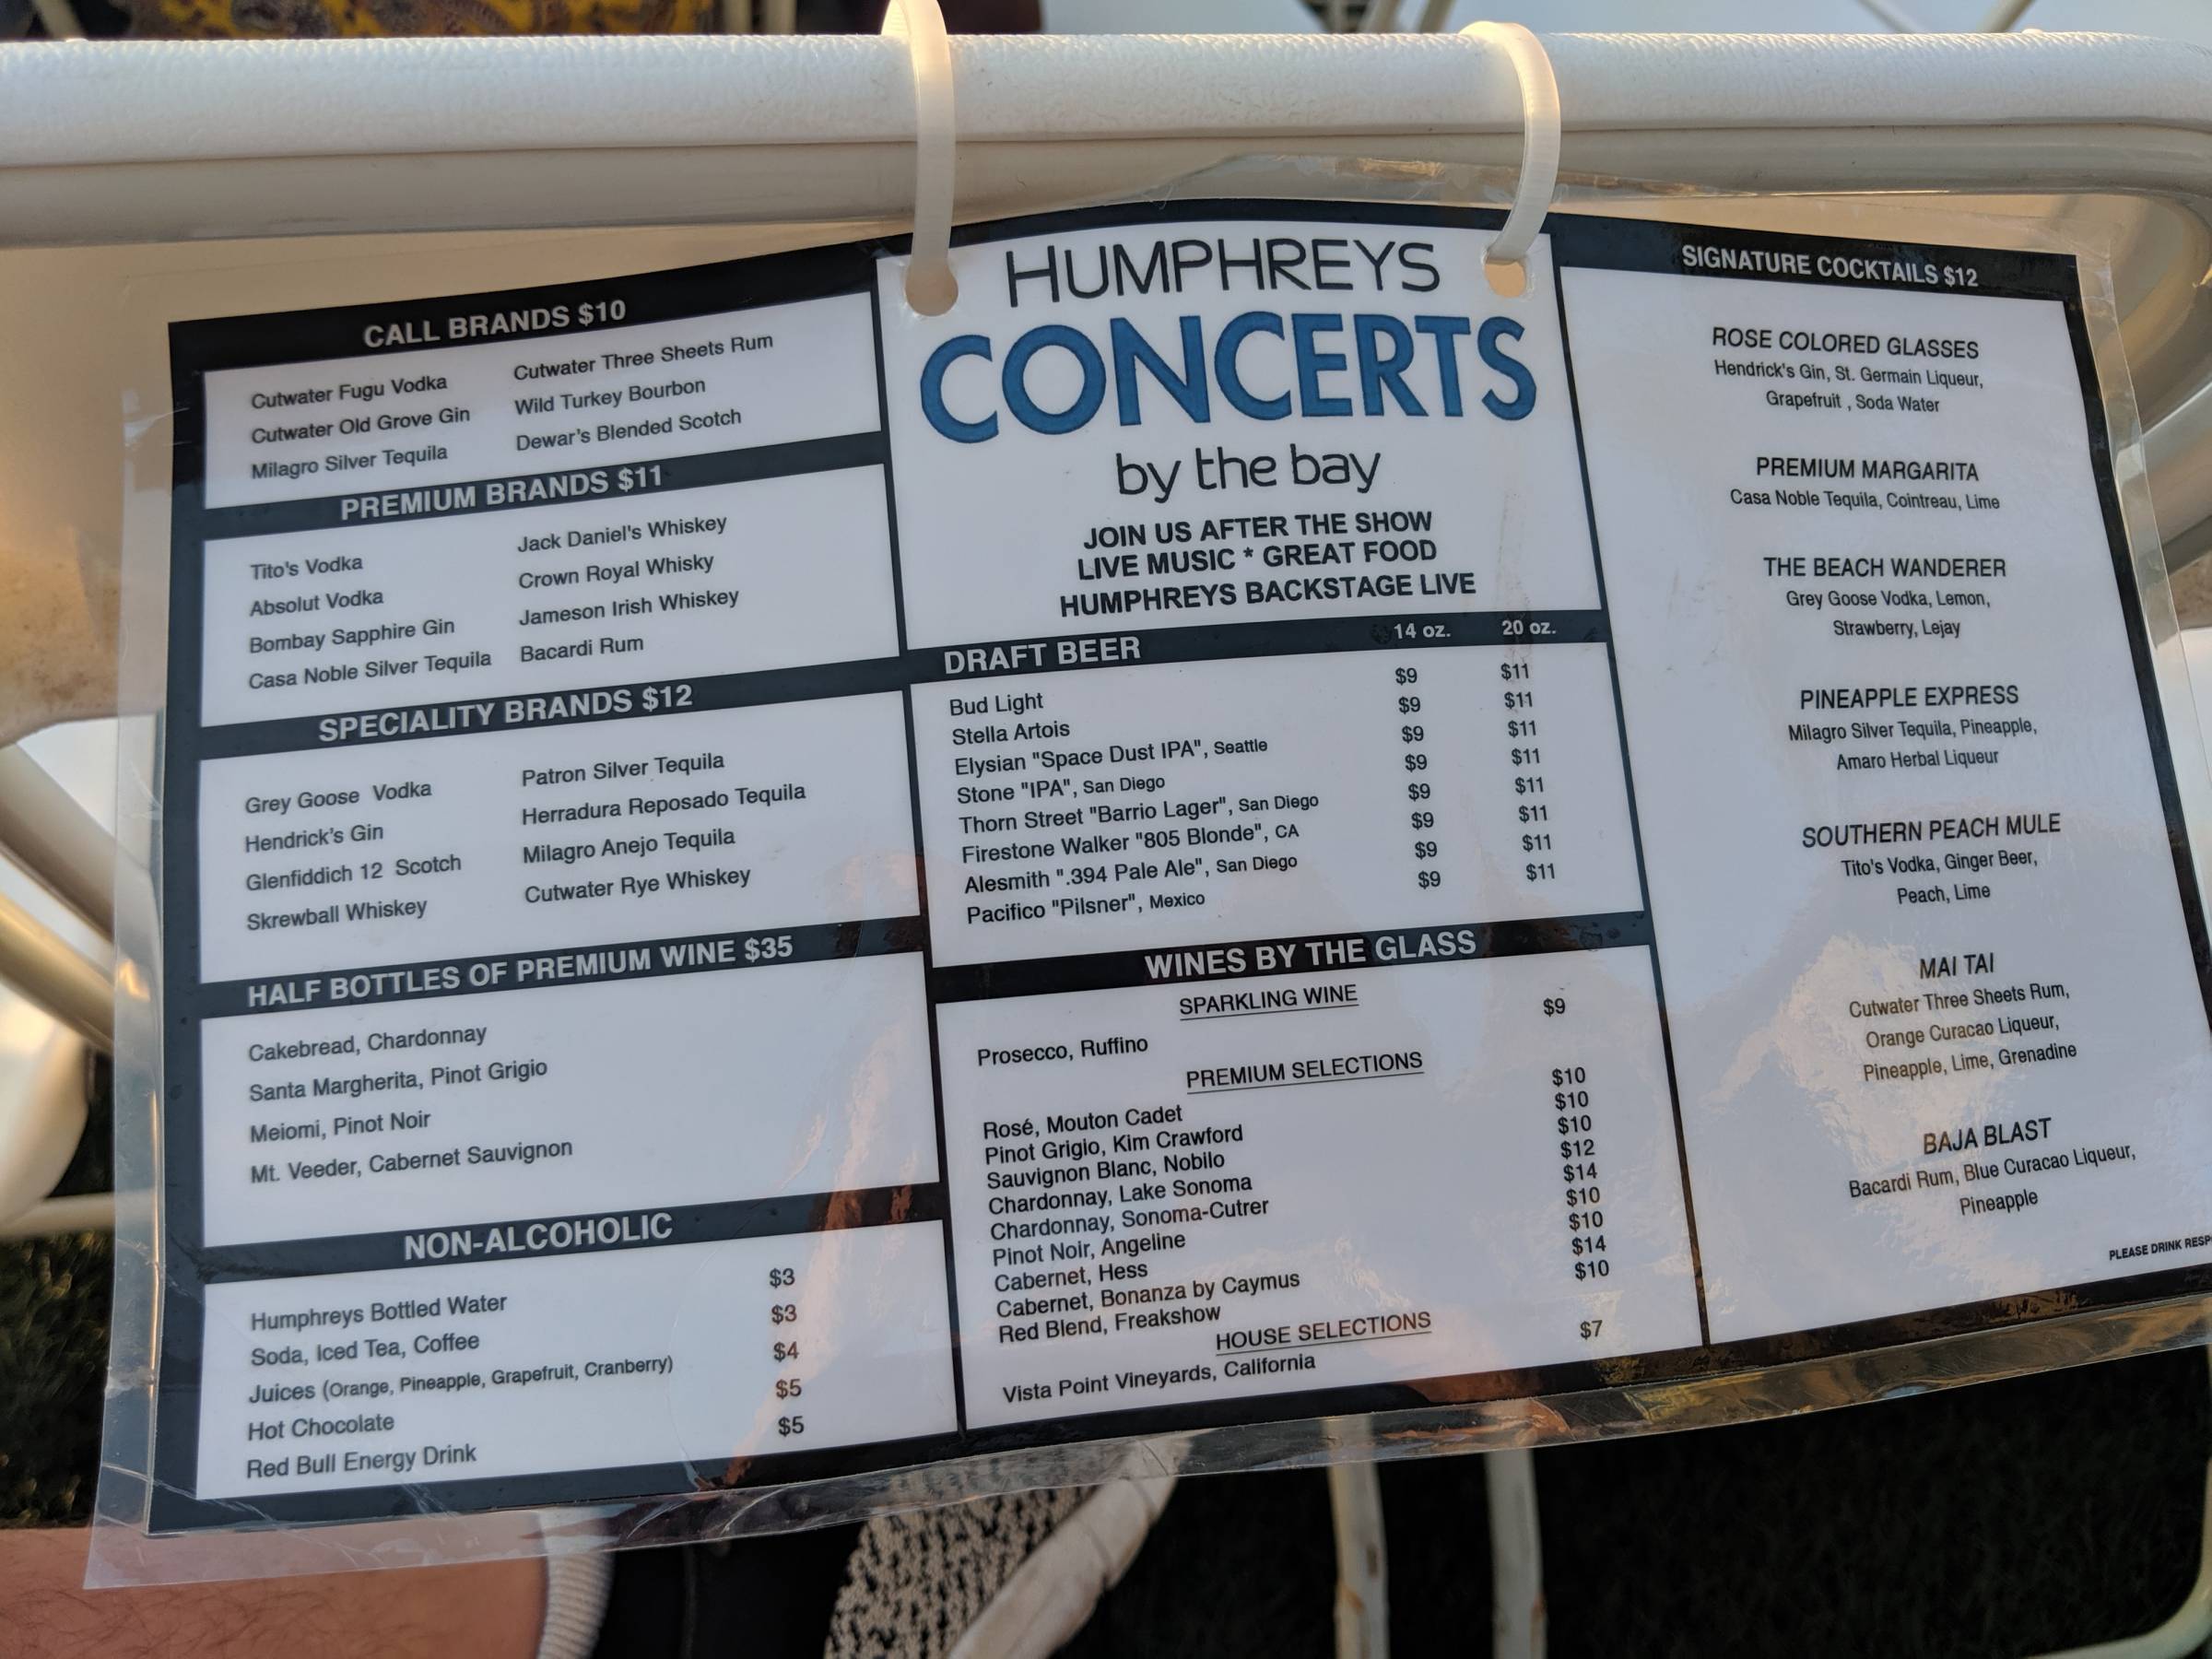 CALL BRANDS $10
Cutwater Fugu Vodka
Cutwater Old Grove Gin
Milagro Silver Tequila
Cutwater Three Sheets Rum
Wild Turkey Bourbon
Dewar's Blended Scotch
PREMIUM BRANDS $11
Tito's Vodka
Absolut Vodka
Bombay Sapphire Gin
Casa Noble Silver Tequila
Jack Daniel's Whiskey
Crown Royal Whisky
Jameson Irish Whiskey
Bacardi Rum
SPECIALITY BRANDS $12
Grey Goose Vodka
Hendrick's Gin
Glenfiddich 12 Scotch
Skrewball Whiskey
Patron Silver Tequila
Herradura Reposado Tequila
Milagro Anejo Tequila
Cutwater Rye Whiskey
HALF BOTTLES OF PREMIUM WINE $35
Cakebread, Chardonnay
Santa Margherita, Pinot Grigio
Meiomi, Pinot Noir
Mt. Veeder, Cabernet Sauvignon
NON-ALCOHOLIC
Humphreys Bottled Water $3
Soda, Iced Tea, Coffee $3
Juices (Orange, Pineapple, Grapefruit, Cranberry) $4
Hot Chocolate $5
Red Bull Energy Drink $5
HUMPHREYS
CONCERTS
by the bay
JOIN US AFTER THE SHOW
LIVE MUSIC * GREAT FOOD
HUMPHREYS BACKSTAGE LIVE
DRAFT BEER 14 oz. 20 oz.
Bud Light $9 $11
Stella Artois $9 $11
Elysian "Space Dust IPA", Seattle $9 $11
Stone "IPA", San Diego $9 $11
Thorn Street "Barrio Lager", San Diego $9 $11
Firestone Walker "805 Blonde", CA $9 $11
Alesmith ".394 Pale Ale", San Diego $9 $11
Pacifico "Pilsner", Mexico $9 $11
WINES BY THE GLASS
SPARKLING WINE
Prosecco, Ruffino $9
PREMIUM SELECTIONS
Rosé, Mouton Cadet $10
Pinot Grigio, Kim Crawford $10
Sauvignon Blanc, Nobilo $10
Chardonnay, Lake Sonoma $12
Chardonnay, Sonoma-Cutrer $14
Pinot Noir, Angeline $10
Cabernet, Hess $10
Cabernet, Bonanza by Caymus $14
Red Blend, Freakshow $10
HOUSE SELECTIONS
Vista Point Vineyards, California $7
SIGNATURE COCKTAILS $12
ROSE COLORED GLASSES
Hendrick's Gin, St. Germain Liqueur,
Grapefruit , Soda Water
PREMIUM MARGARITA
Casa Noble Tequila, Cointreau, Lime
THE BEACH WANDERER
Grey Goose Vodka, Lemon,
Strawberry, Lejay
PINEAPPLE EXPRESS
Milagro Silver Tequila, Pineapple,
Amaro Herbal Liqueur
SOUTHERN PEACH MULE
Tito's Vodka, Ginger Beer,
Peach, Lime
MAI TAI
Cutwater Three Sheets Rum,
Orange Curacao Liqueur,
Pineapple, Lime, Grenadine
BAJA BLAST
Bacardi Rum, Blue Curacao Liqueur,
Pineapple
PLEASE DRINK RESP